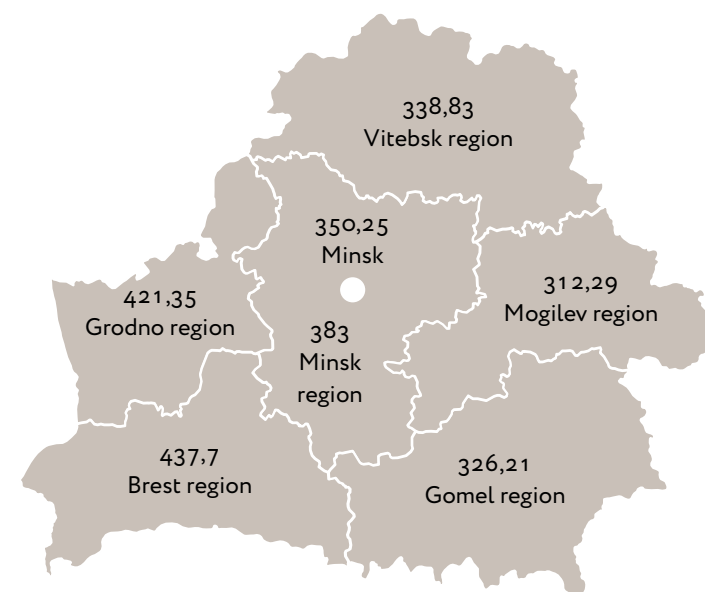 338,83
Vitebsk region
350,25
Minsk
421,35
Grodno region
312,29
Mogilev region
383
Minsk
region
437,7
Brest region
326,21
Gomel region